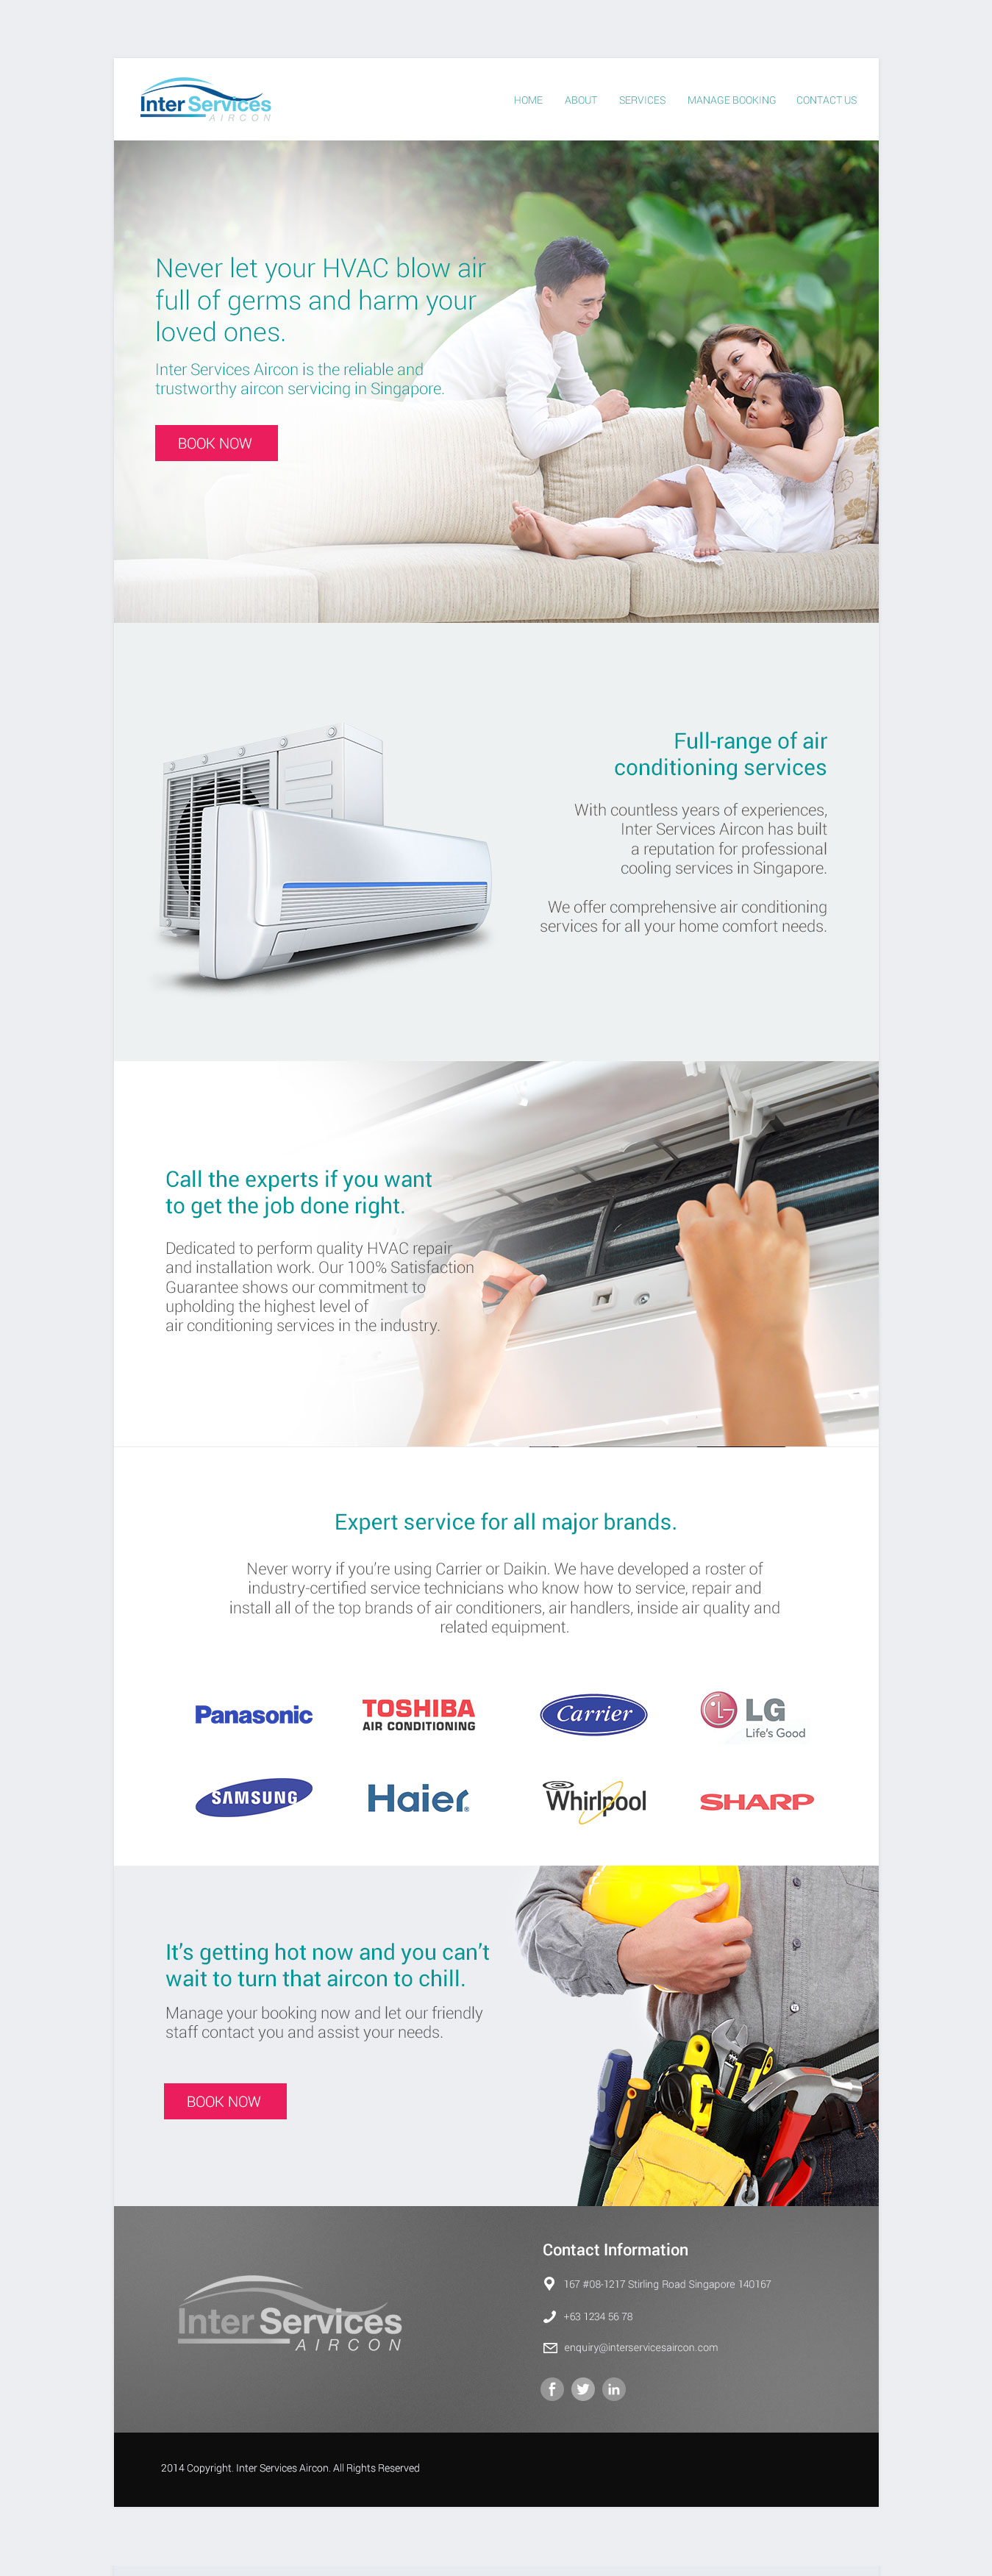 Inter Services
AIRCON
HOME ABOUT SERVICES MANAGE BOOKING CONTACT US
Never let your HVAC blow air
full of germs and harm your
loved ones.
Inter Services Aircon is the reliable and
trustworthy aircon servicing in Singapore.
BOOK NOW
Full-range of air
conditioning services
With countless years of experiences,
Inter Services Aircon has built
a reputation for professional
cooling services in Singapore.
We offer comprehensive air conditioning
services for all your home comfort needs.
Call the experts if you want
to get the job done right.
Dedicated to perform quality HVAC repair
and installation work. Our 100% Satisfaction
Guarantee shows our commitment to
upholding the highest level of
air conditioning services in the industry.
Expert service for all major brands.
Never worry if you’re using Carrier or Daikin. We have developed a roster of
industry-certified service technicians who know how to service, repair and
install all of the top brands of air conditioners, air handlers, inside air quality and
related equipment.
Panasonic
TOSHIBA
AIR CONDITIONING
Carrier
LG
Life's Good
SAMSUNG
Haier
Whirlpool
SHARP
It’s getting hot now and you can’t
wait to turn that aircon to chill.
Manage your booking now and let our friendly
staff contact you and assist your needs.
BOOK NOW
Inter Services
AIRCON
Contact Information
167 #08-1217 Stirling Road Singapore 140167
+63 1234 56 78
enquiry@interservicesaircon.com
2014 Copyright. Inter Services Aircon. All Rights Reserved